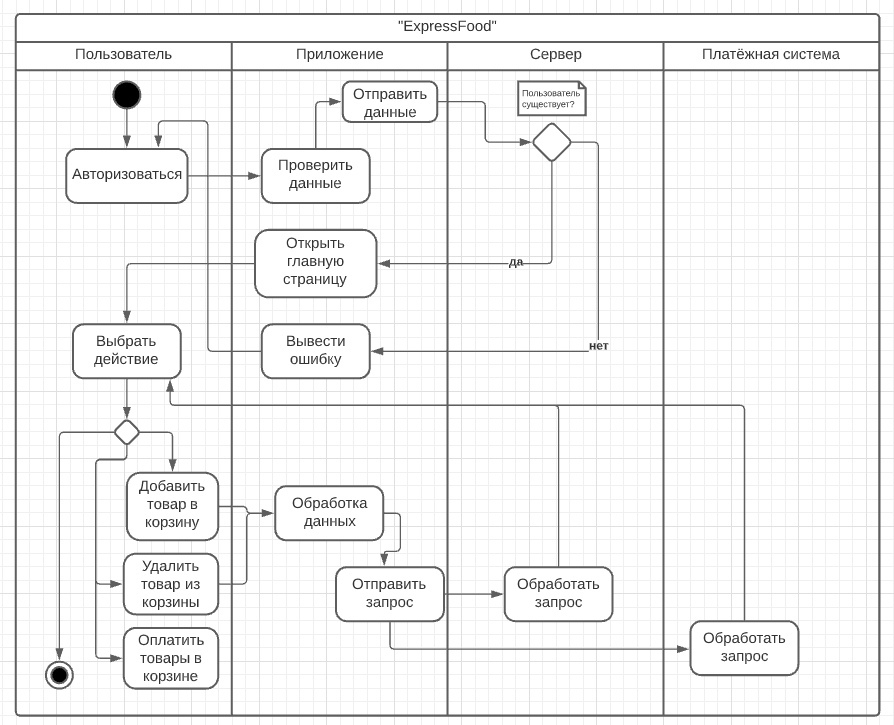 "ExpressFood"
Пользователь
Приложение
Сервер
Платёжная система
Отправить
данные
Пользователь
существует?
Авторизоваться
Проверить
данные
Открыть
главную
страницу
да
Выбрать
действие
Вывести
ошибку
нет
Добавить
товар в
корзину
Обработка
данных
Удалить
товар из
корзины
Отправить
запрос
Обработать
запрос
Оплатить
товары в
корзине
Обработать
запрос